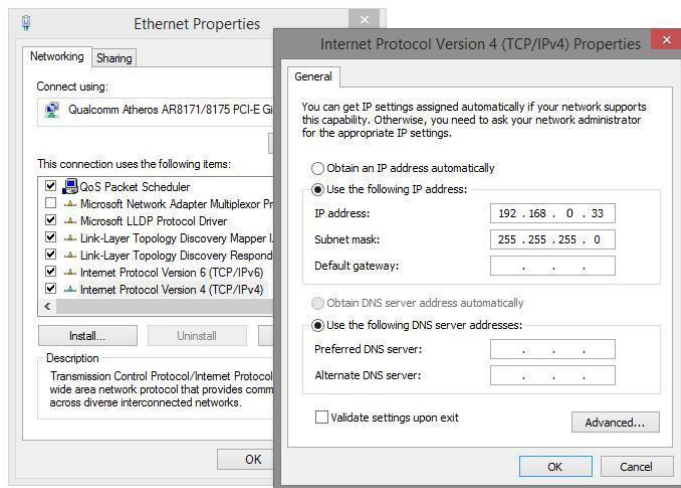 Ethernet Properties
Networking
Sharing
Connect using:
Qualcomm Atheros AR8171/8175 PCI-E Gi
This connection uses the following items:
QoS Packet Scheduler
Microsoft Network Adapter Multiplexor Pr
Microsoft LLDP Protocol Driver
Link-Layer Topology Discovery Mapper I
Link-Layer Topology Discovery Respond
Internet Protocol Version 6 (TCP/IPv6)
Internet Protocol Version 4 (TCP/IPv4)
Install...
Uninstall
Description
Transmission Control Protocol/Internet Protocol
wide area network protocol that provides comm
across diverse interconnected networks.
OK
Internet Protocol Version 4 (TCP/IPv4) Properties
General
You can get IP settings assigned automatically if your network supports
this capability. Otherwise, you need to ask your network administrator
for the appropriate IP settings.
Obtain an IP address automatically
Use the following IP address:
IP address: 192 . 168 . 0 . 33
Subnet mask: 255 . 255 . 255 . 0
Default gateway: . . .
Obtain DNS server address automatically
Use the following DNS server addresses:
Preferred DNS server: . . .
Alternate DNS server: . . .
Validate settings upon exit
Advanced...
OK
Cancel